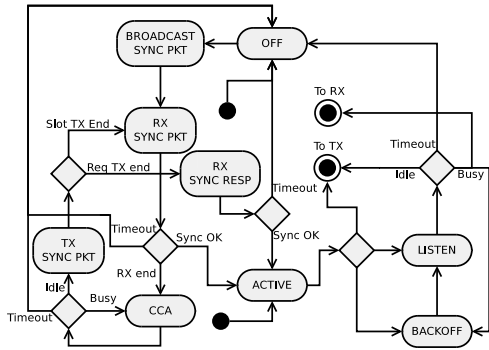 BROADCAST
SYNC PKT
OFF
To RX
RX
SYNC PKT
Slot TX End
To TX
Timeout
Req TX end
RX
SYNC RESP
Idle
Busy
Timeout
TX
SYNC PKT
Timeout
Sync OK
Sync OK
LISTEN
RX end
ACTIVE
Idle
Busy
CCA
Timeout
BACKOFF